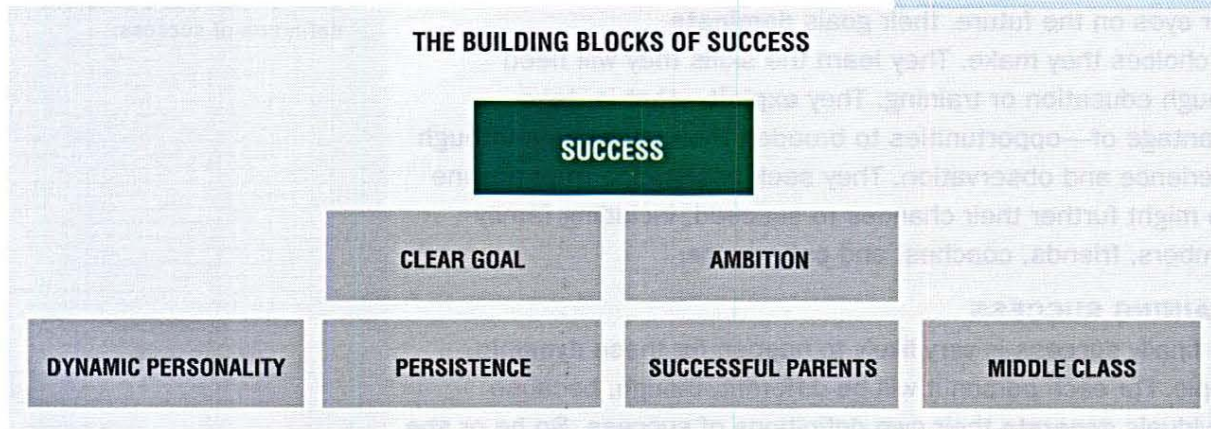 THE BUILDING BLOCKS OF SUCCESS
SUCCESS
CLEAR GOAL AMBITION
DYNAMIC PERSONALITY PERSISTENCE SUCCESSFUL PARENTS MIDDLE CLASS